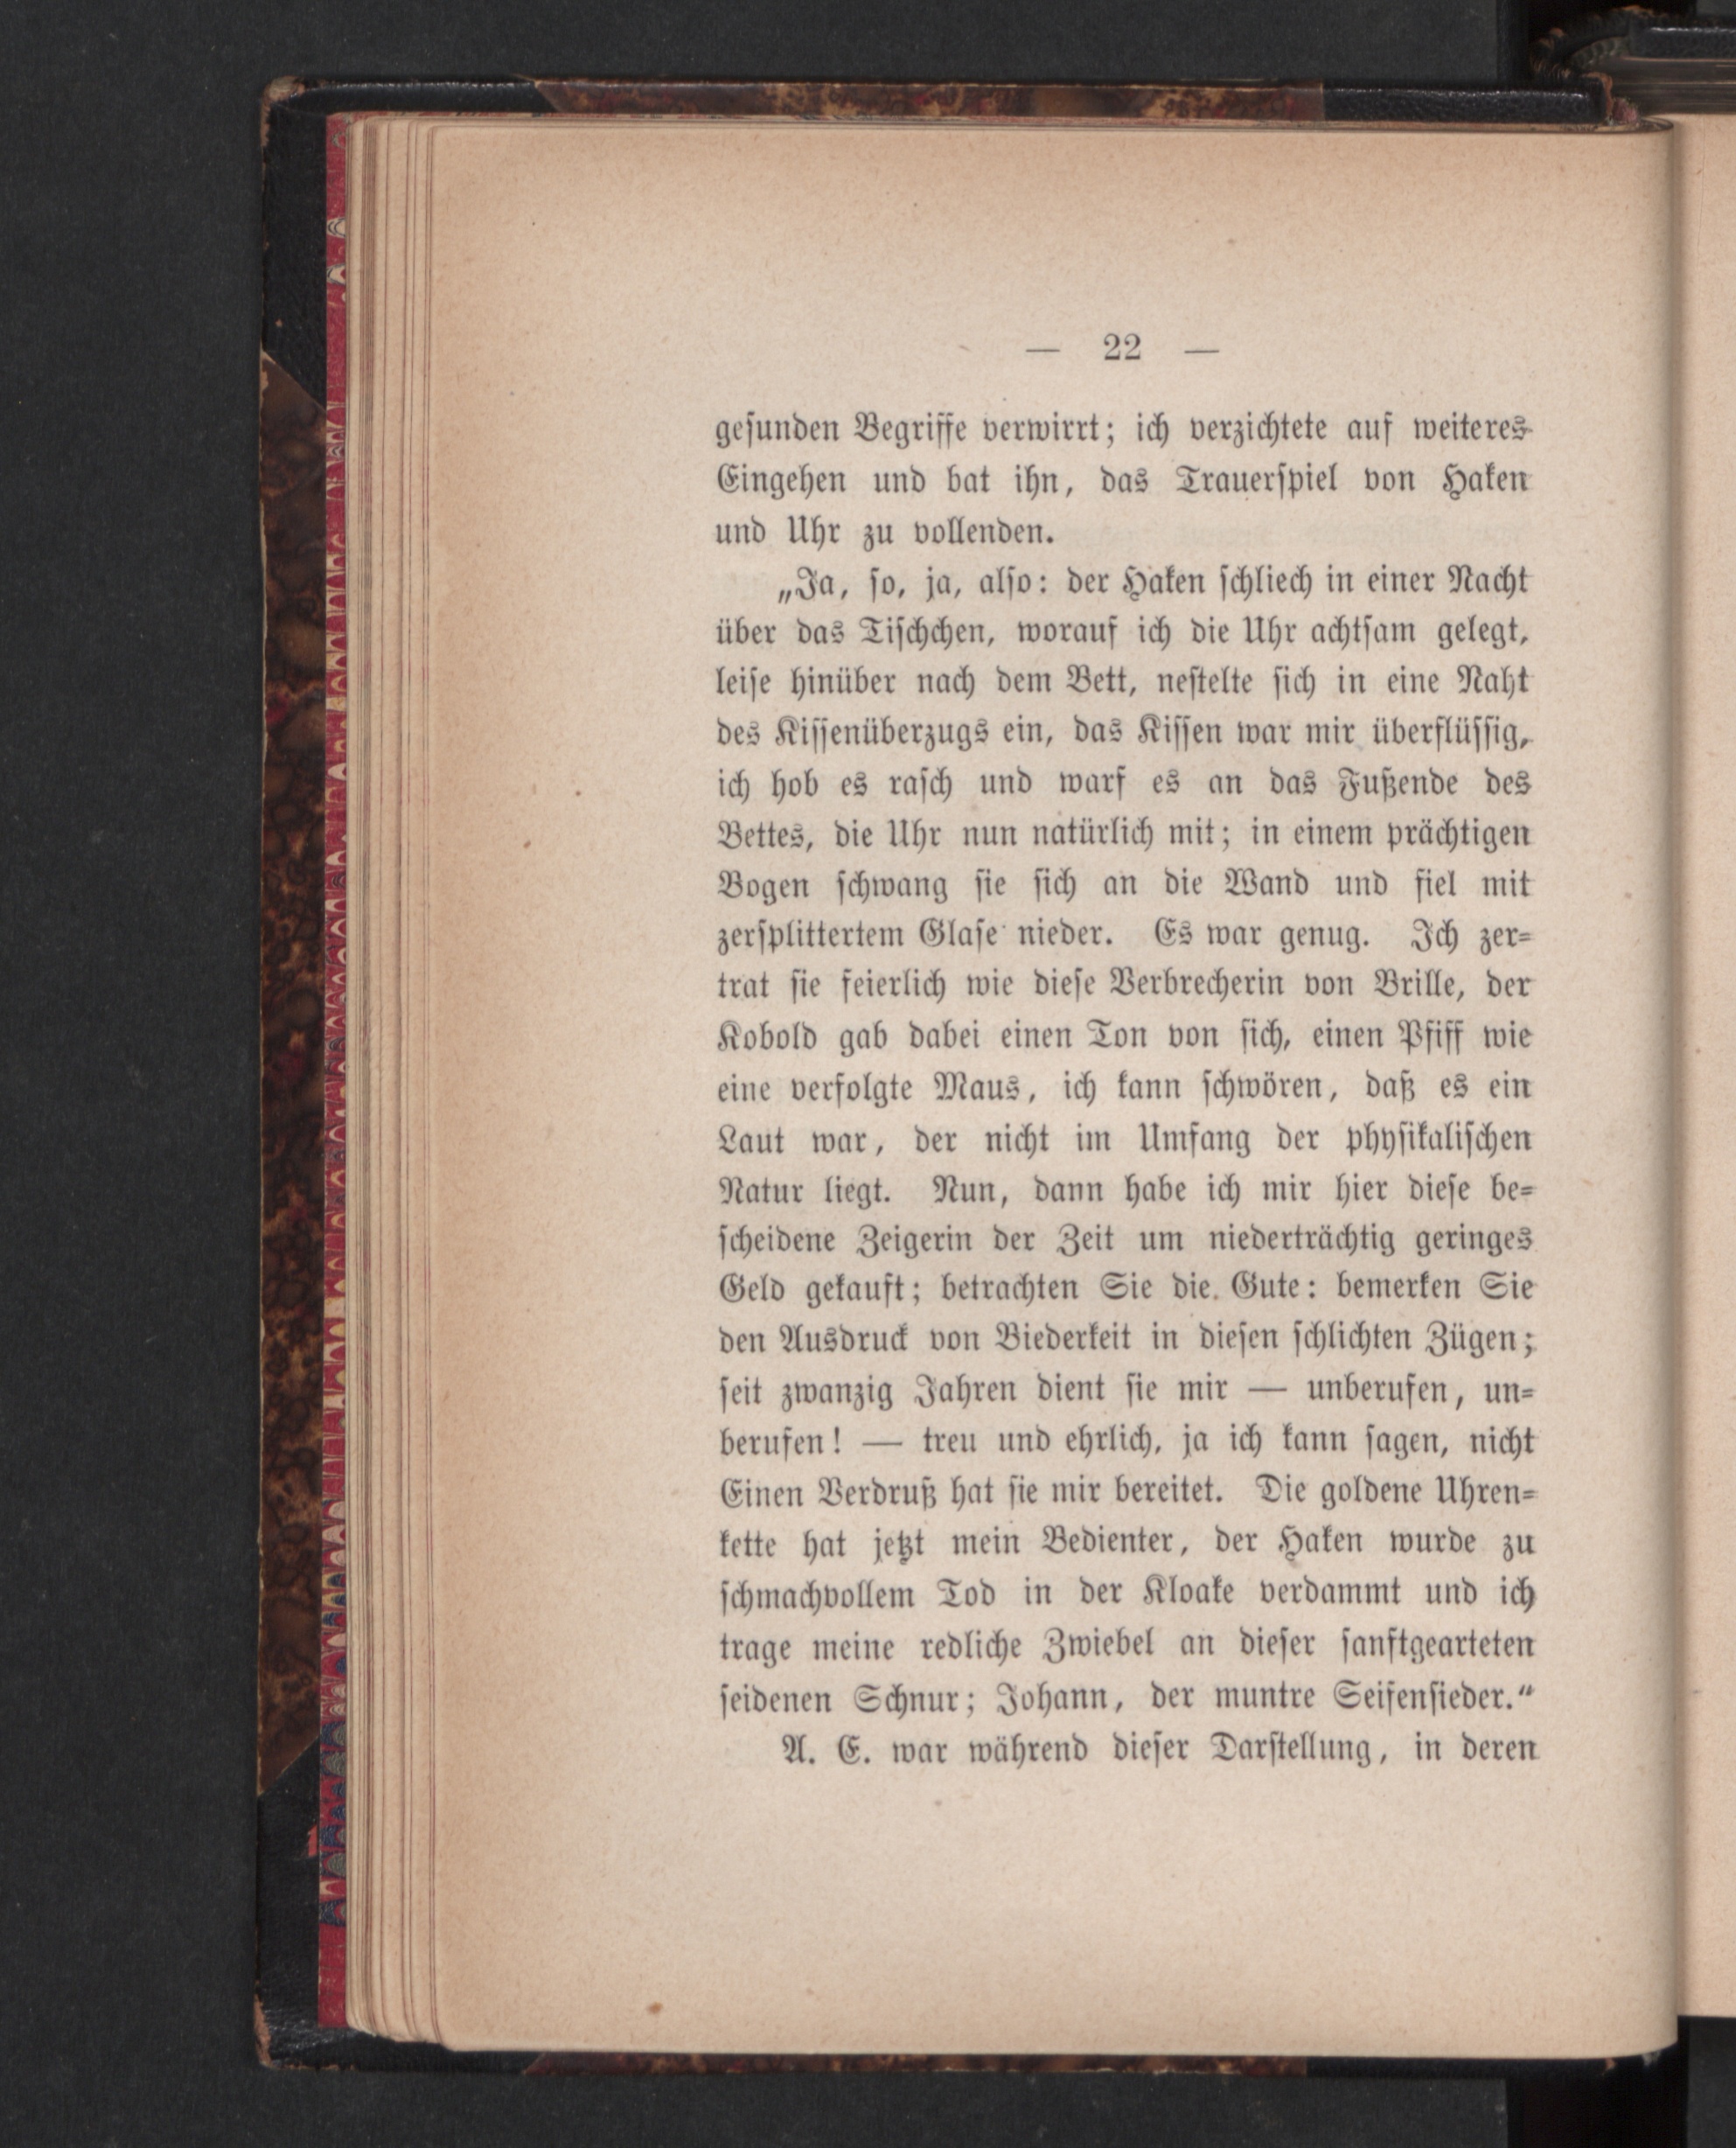 — 22 —
gesunden Begriffe verwirrt; ich verzichtete auf weiteres
Eingehen und bat ihn, das Trauerspiel von Haken
und Uhr zu vollenden.
„Ja, so, ja, also: der Haken schliech in einer Nacht
über das Tischchen, worauf ich die Uhr achtsam gelegt,
leise hinüber nach dem Bett, nestelte sich in eine Naht
des Kissenüberzugs ein, das Kissen war mir überflüssig,
ich hob es rasch und warf es an das Fußende des
Bettes, die Uhr nun natürlich mit; in einem prächtigen
Bogen schwang sie sich an die Wand und fiel mit
zersplittertem Glase nieder. Es war genug. Ich zer-
trat sie feierlich wie diese Verbrecherin von Brille, der
Kobold gab dabei einen Ton von sich, einen Pfiff wie
eine verfolgte Maus, ich kann schwören, daß es ein
Laut war, der nicht im Umfang der physikalischen
Natur liegt. Nun, dann habe ich mir hier diese be-
scheidene Zeigerin der Zeit um niederträchtig geringes
Geld gekauft; betrachten Sie die Gute: bemerken Sie
den Ausdruck von Biederkeit in diesen schlichten Zügen;
seit zwanzig Jahren dient sie mir — unberufen, un-
berufen! — treu und ehrlich, ja ich kann sagen, nicht
Einen Verdruß hat sie mir bereitet. Die goldene Uhren-
kette hat jetzt mein Bedienter, der Haken wurde zu
schmachvollem Tod in der Kloake verdammt und ich
trage meine redliche Zwiebel an dieser sanftgearteten
seidenen Schnur; Johann, der muntre Seifensieder.“
A. E. war während dieser Darstellung, in deren